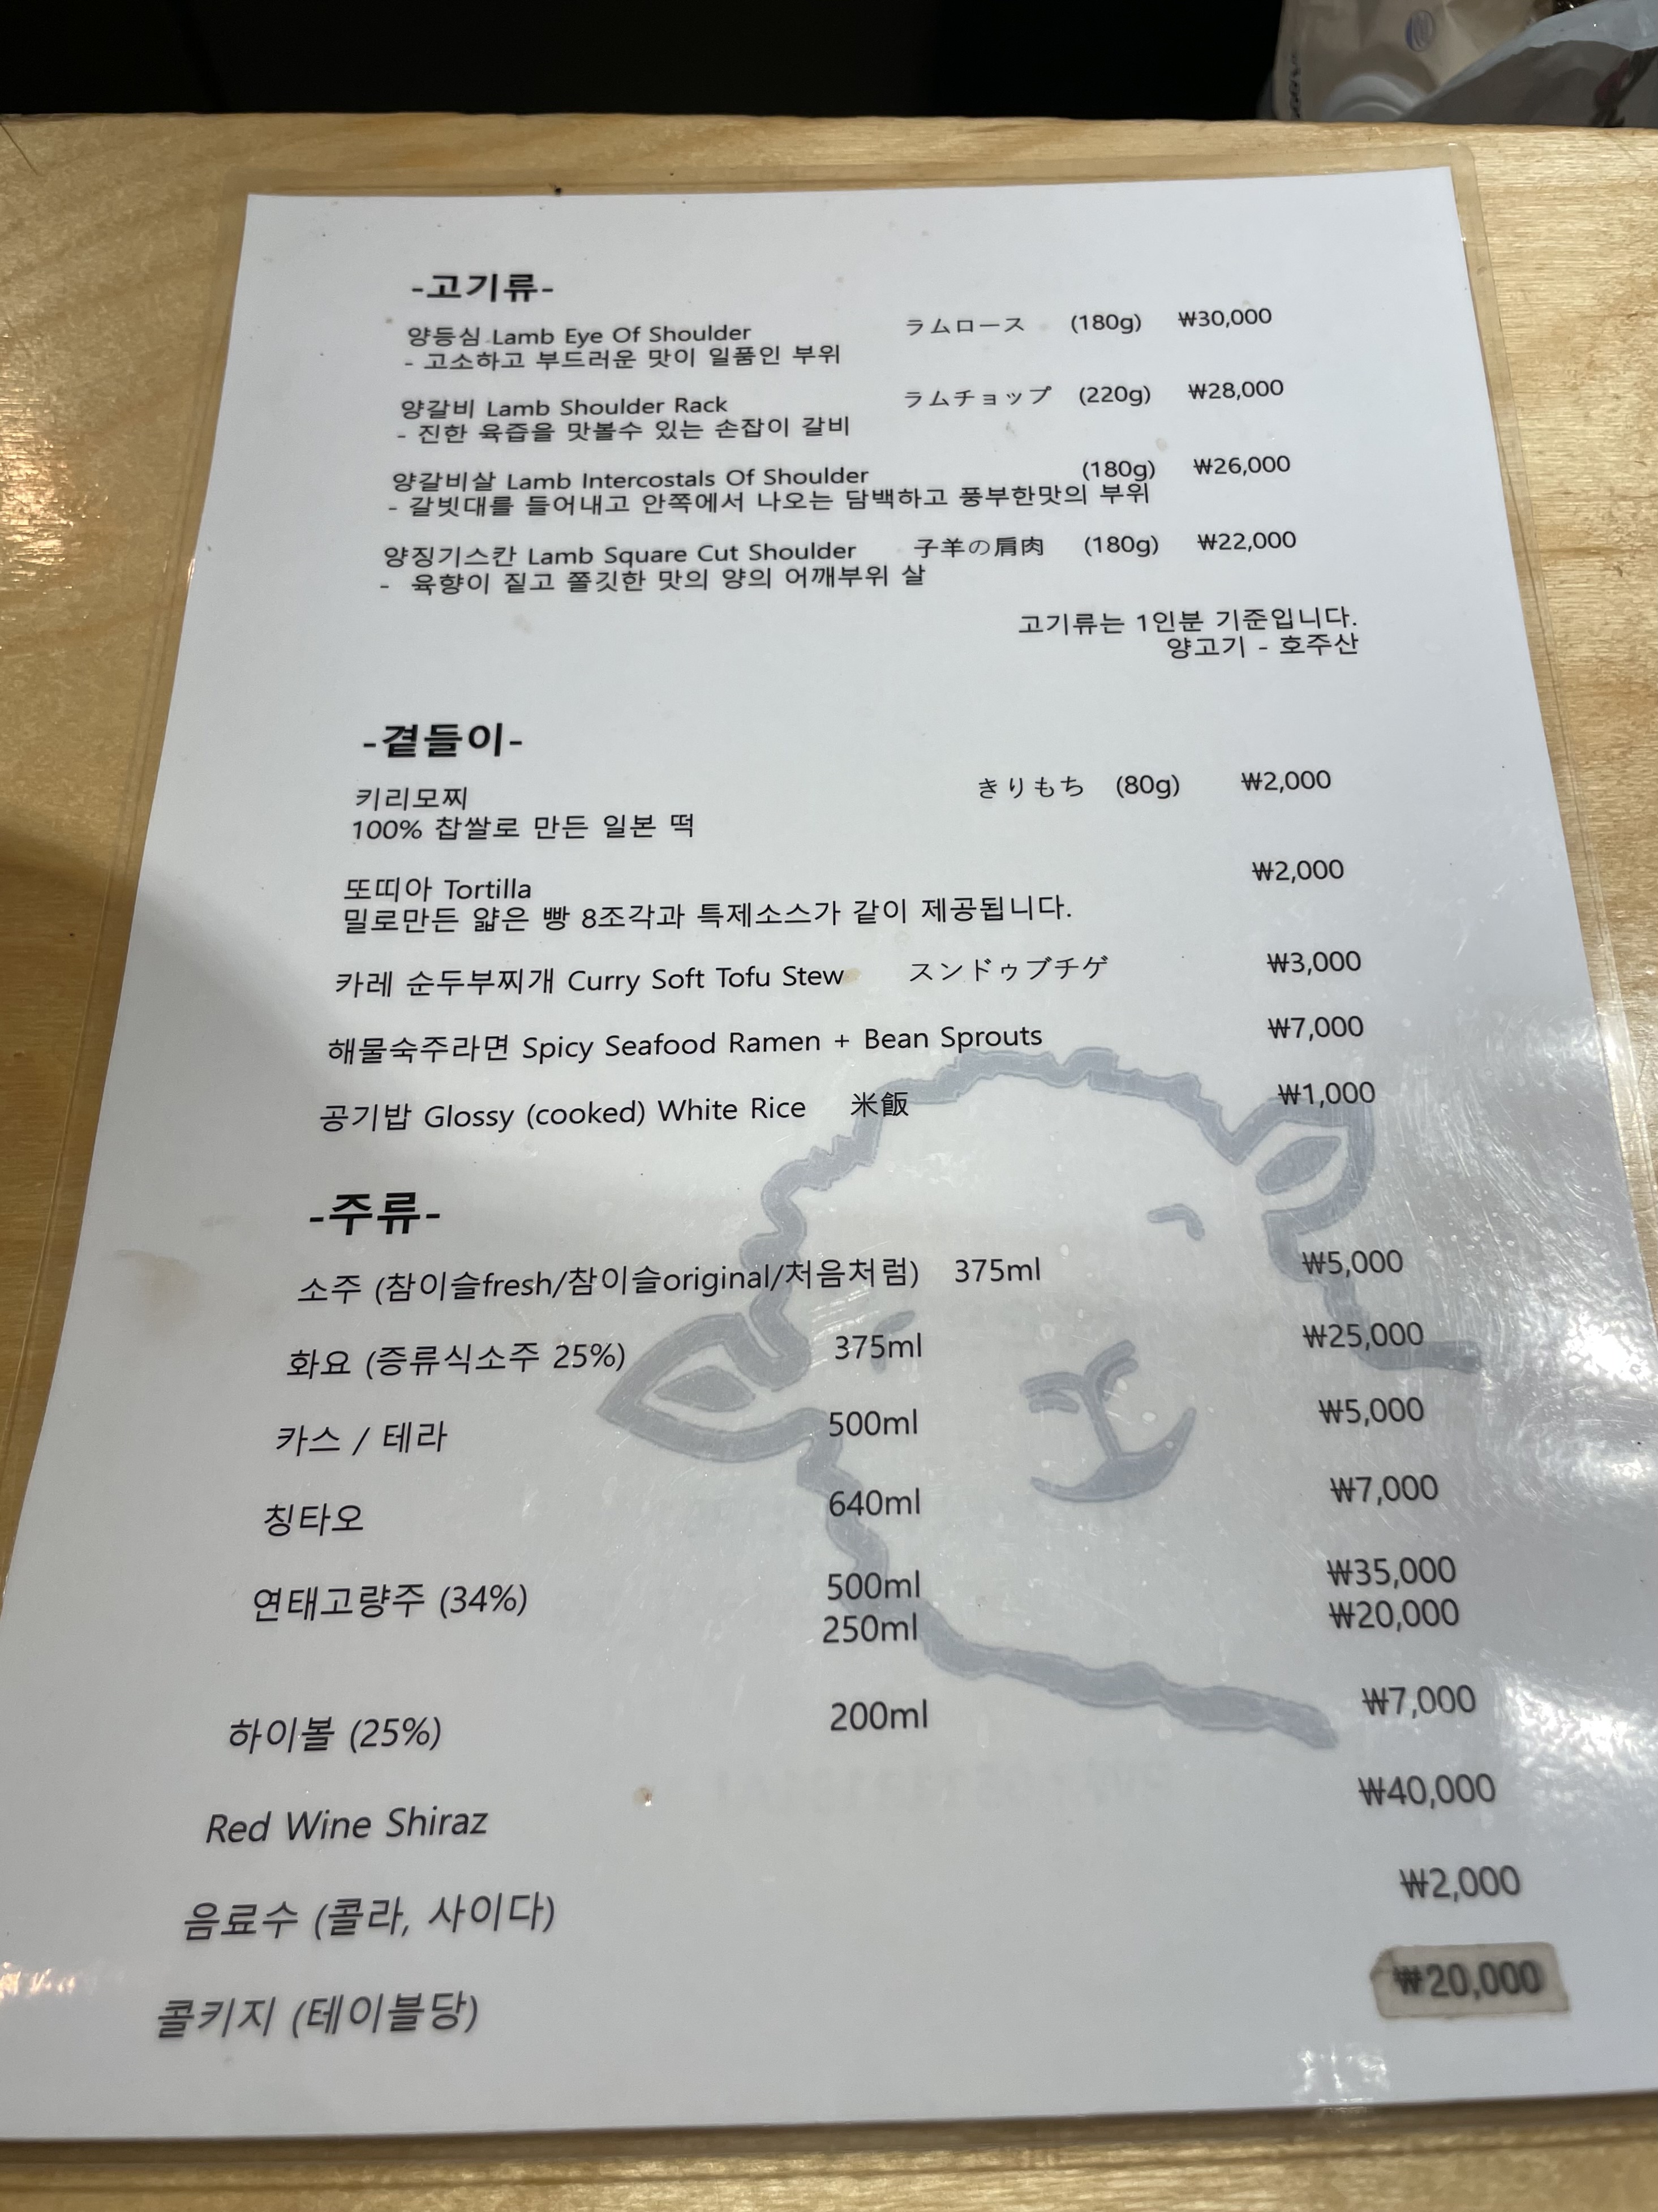 -고기류-
양등심 Lamb Eye Of Shoulder ラムロース (180g) ₩30,000
- 고소하고 부드러운 맛이 일품인 부위
양갈비 Lamb Shoulder Rack ラムチョップ (220g) ₩28,000
- 진한 육즙을 맛볼수 있는 손잡이 갈비
양갈비살 Lamb Intercostals Of Shoulder (180g) ₩26,000
- 갈빗대를 들어내고 안쪽에서 나오는 담백하고 풍부한맛의 부위
양징기스칸 Lamb Square Cut Shoulder 子羊の肩肉 (180g) ₩22,000
- 육향이 짙고 쫄깃한 맛의 양의 어깨부위 살
고기류는 1인분 기준입니다.
양고기 - 호주산
-곁들이-
키리모찌 きりもち (80g) ₩2,000
100% 찹쌀로 만든 일본 떡
또띠아 Tortilla ₩2,000
밀로만든 얇은 빵 8조각과 특제소스가 같이 제공됩니다.
카레 순두부찌개 Curry Soft Tofu Stew スンドゥブチゲ ₩3,000
해물숙주라면 Spicy Seafood Ramen + Bean Sprouts ₩7,000
공기밥 Glossy (cooked) White Rice 米飯 ₩1,000
-주류-
소주 (참이슬fresh/참이슬original/처음처럼) 375ml ₩5,000
화요 (증류식소주 25%) 375ml ₩25,000
카스 / 테라 500ml ₩5,000
칭타오 640ml ₩7,000
연태고량주 (34%) 500ml ₩35,000
250ml ₩20,000
하이볼 (25%) 200ml ₩7,000
Red Wine Shiraz ₩40,000
음료수 (콜라, 사이다) ₩2,000
콜키지 (테이블당) ₩20,000